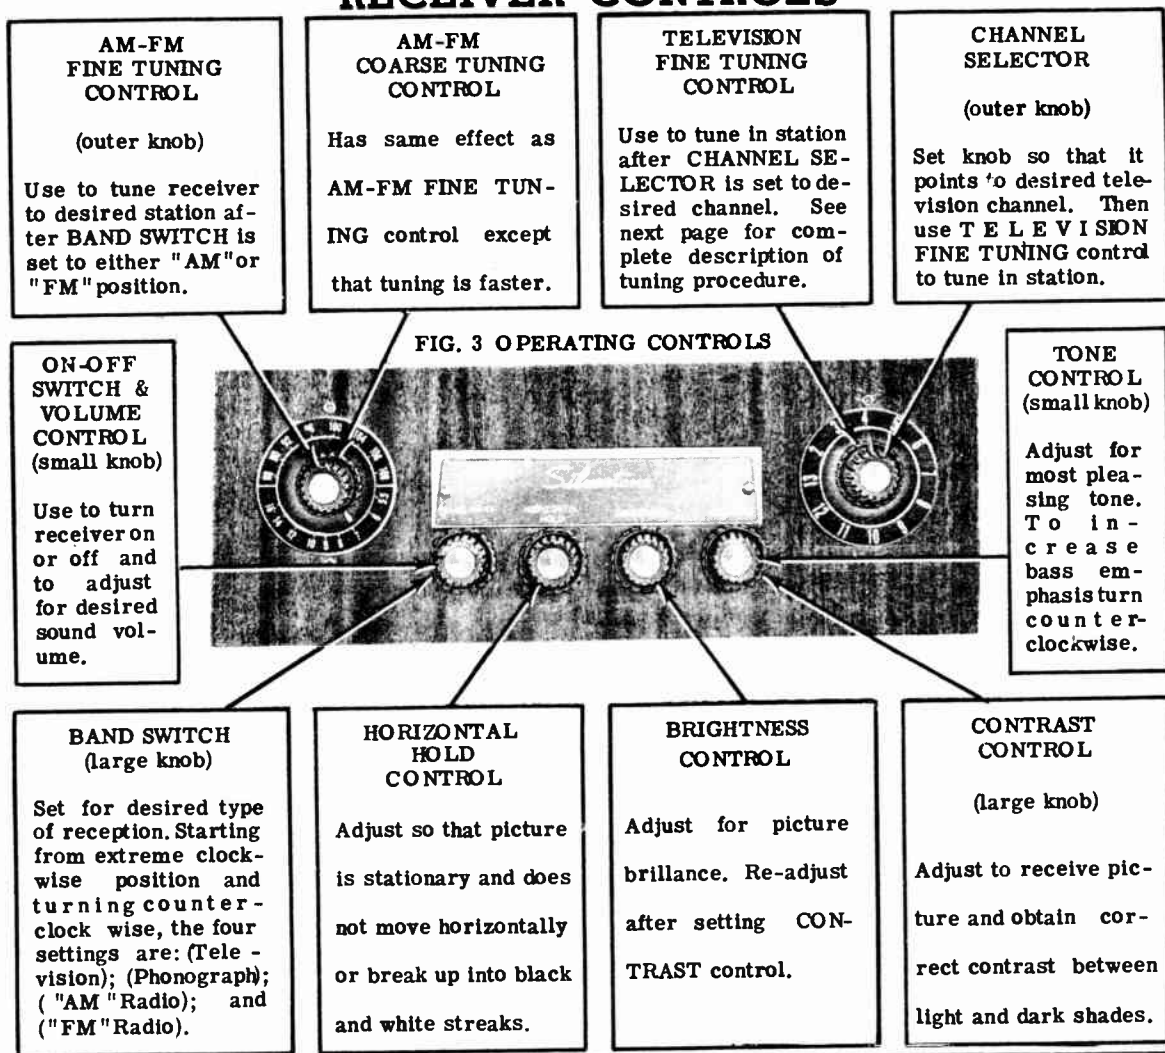 RECEIVER CONTROLS
AM-FM
FINE TUNING
CONTROL
(outer knob)
Use to tune receiver
to desired station af-
ter BAND SWITCH is
set to either "AM"or
"FM"position.
AM-FM
COARSE TUNING
CONTROL
Has same effect as
AM-FM FINE TUN-
ING control except
that tuning is faster.
TELEVISION
FINE TUNING
CONTROL
Use to tune in station
after CHANNEL SE-
LECTOR is set to de-
sired channel. See
next page for com-
plete description of
tuning procedure.
CHANNEL
SELECTOR
(outer knob)
Set knob so that it
points to desired tele-
vision channel. Then
use TELEVISION
FINE TUNING control
to tune in station.
FIG. 3 OPERATING CONTROLS
ON-OFF
SWITCH &
VOLUME
CONTROL
(small knob)
Use to turn
receiver on
or off and
to adjust
for desired
sound vol-
ume.
TONE
CONTROL
(small knob)
Adjust for
most plea-
sing tone.
To in-
crease
bass em-
phasis turn
counter-
clockwise.
BAND SWITCH
(large knob)
Set for desired type
of reception. Starting
from extreme clock-
wise position and
turning counter-
clock wise, the four
settings are: (Tele -
vision); (Phonograph);
( "AM "Radio); and
("FM"Radio).
HORIZONTAL
HOLD
CONTROL
Adjust so that picture
is stationary and does
not move horizontally
or break up into black
and white streaks.
BRIGHTNESS
CONTROL
Adjust for picture
brillance. Re-adjust
after setting CON-
TRAST control.
CONTRAST
CONTROL
(large knob)
Adjust to receive pic-
ture and obtain cor-
rect contrast between
light and dark shades.